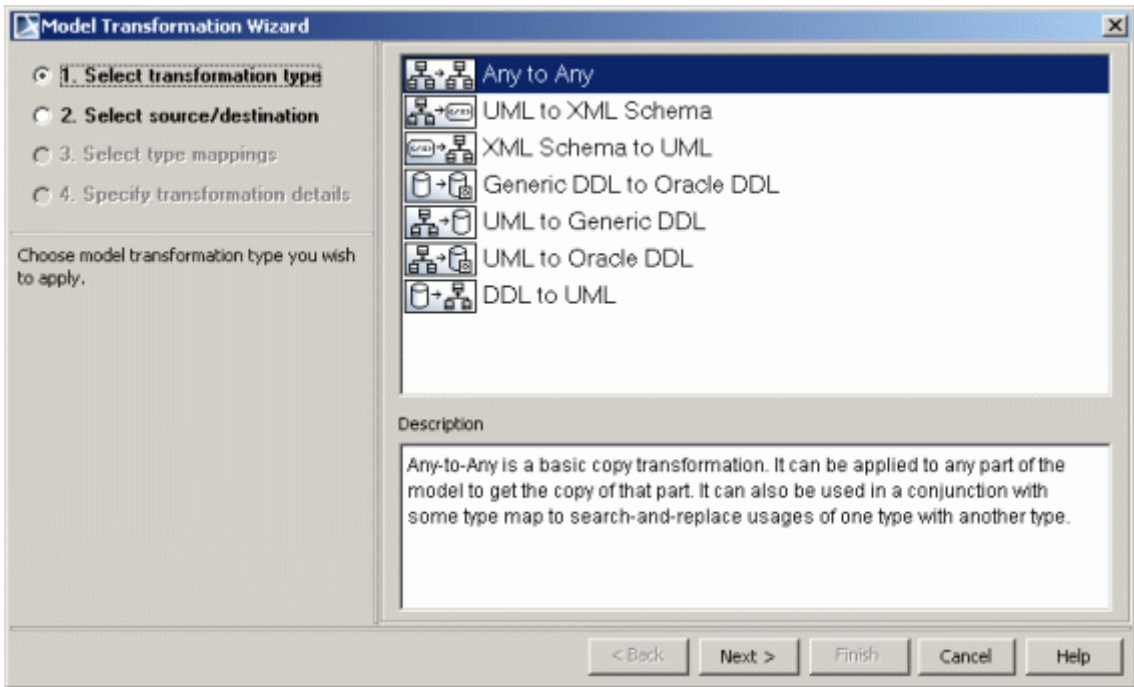 Model Transformation Wizard
1. Select transformation type
2. Select source/destination
3. Select type mappings
4. Specify transformation details
Choose model transformation type you wish
to apply.
Any to Any
UML to XML Schema
XML Schema to UML
Generic DDL to Oracle DDL
UML to Generic DDL
UML to Oracle DDL
DDL to UML
Description
Any-to-Any is a basic copy transformation. It can be applied to any part of the
model to get the copy of that part. It can also be used in a conjunction with
some type map to search-and-replace usages of one type with another type.
< Back Next > Finish Cancel Help